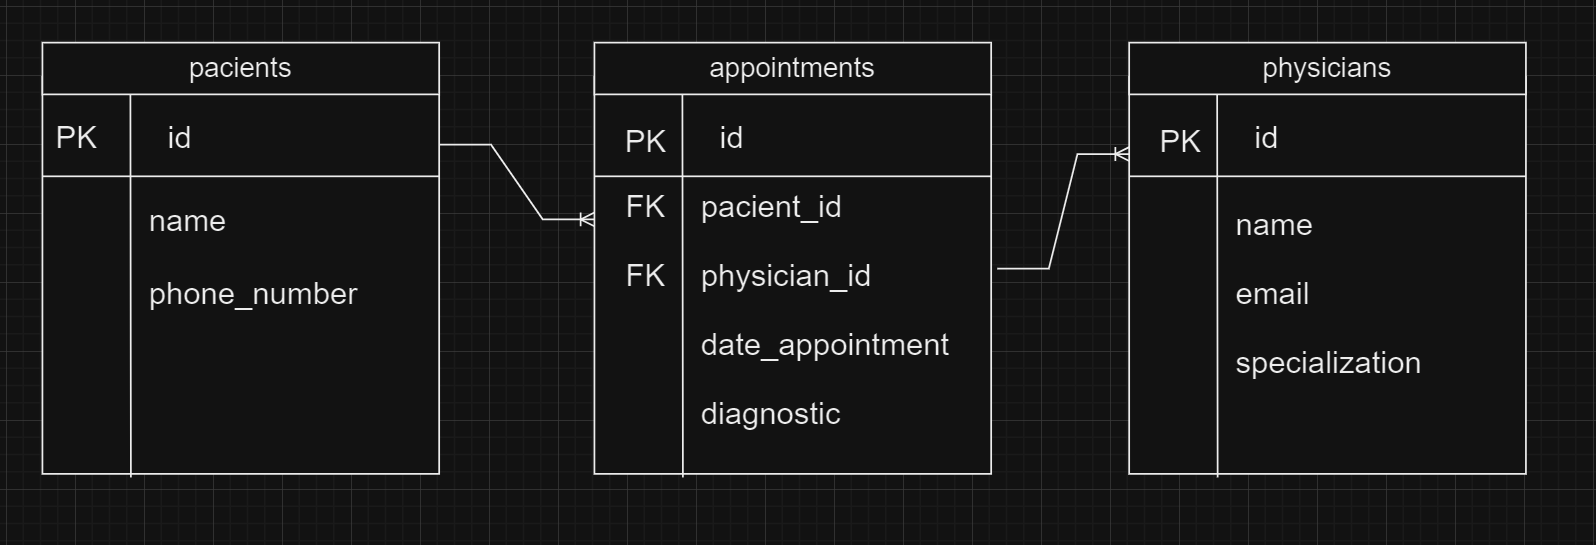 pacients
PK id
name
phone_number
appointments
PK id
FK pacient_id
FK physician_id
date_appointment
diagnostic
physicians
PK id
name
email
specialization